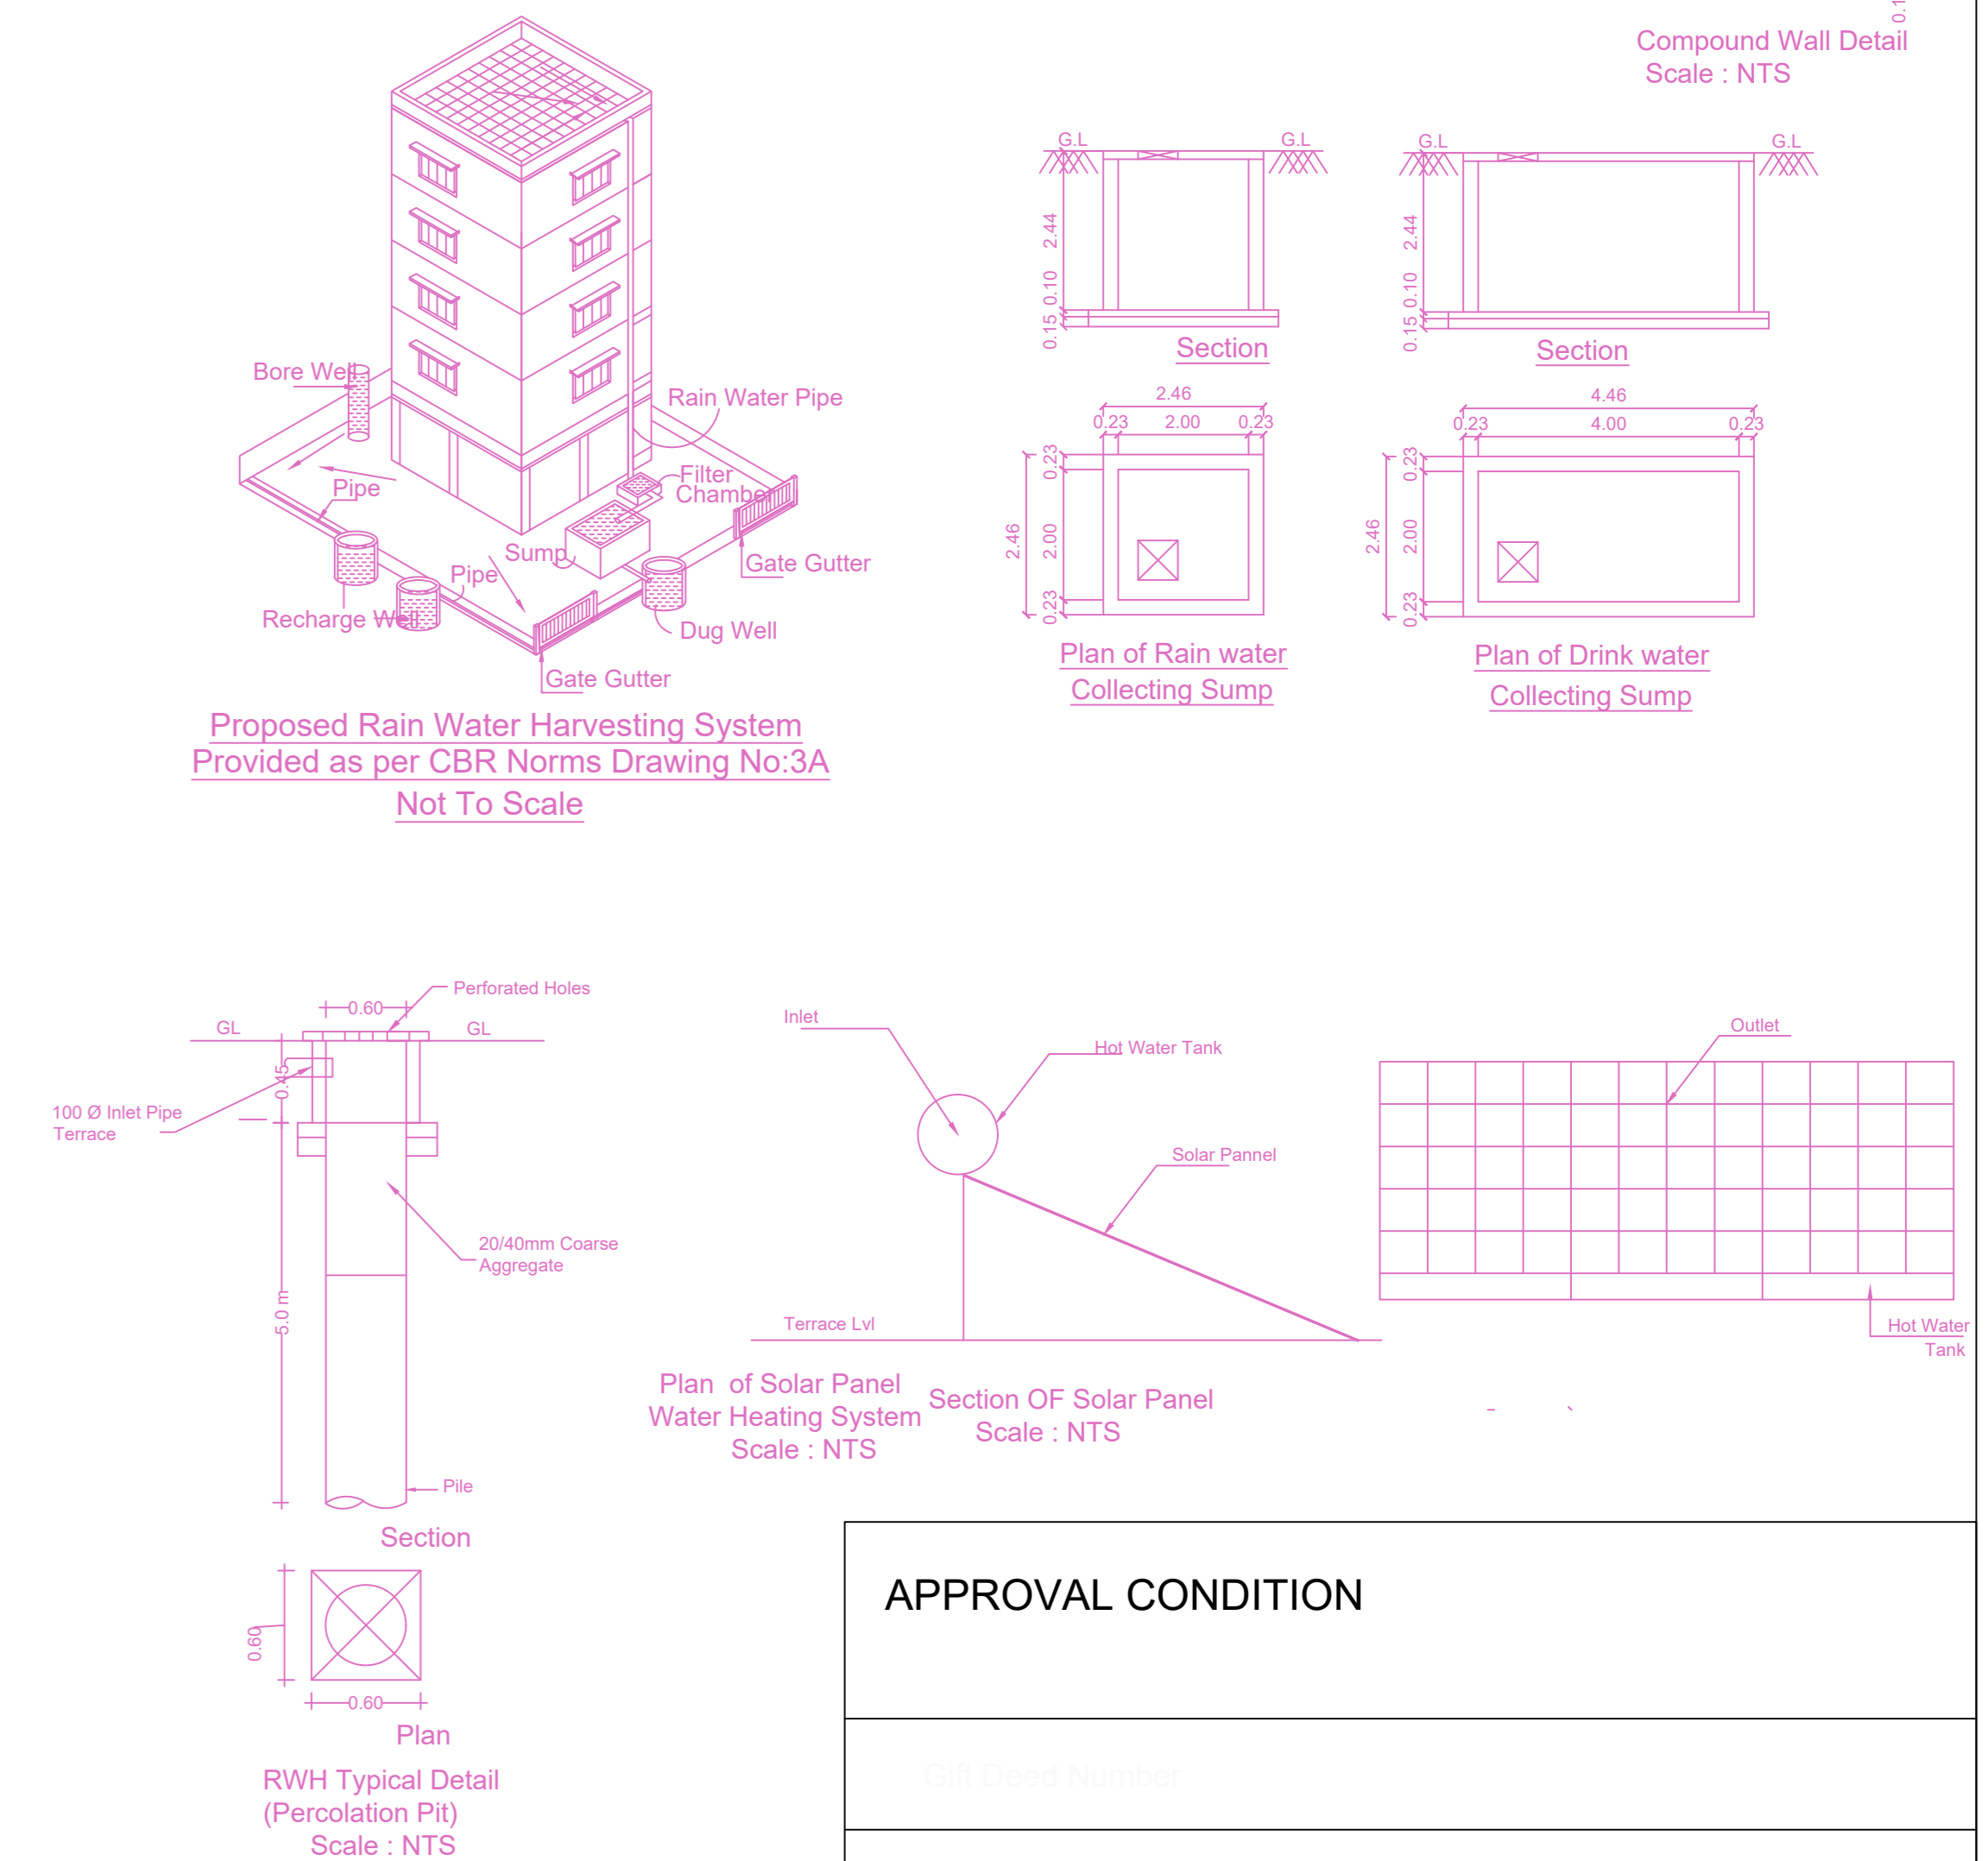 0.1
Compound Wall Detail
Scale : NTS
Bore Well
Rain Water Pipe
Filter
Chamber
Pipe
Sump
Pipe
Gate Gutter
Recharge Well
Dug Well
Gate Gutter
Proposed Rain Water Harvesting System
Provided as per CBR Norms Drawing No:3A
Not To Scale
G.L
G.L
2.44
0.10
0.15
Section
2.46
0.23
2.00
0.23
2.46
0.23
2.00
0.23
Plan of Rain water
Collecting Sump
G.L
G.L
2.44
0.10
0.15
Section
4.46
0.23
4.00
0.23
2.46
0.23
2.00
0.23
Plan of Drink water
Collecting Sump
Perforated Holes
0.60
GL
GL
0.45
100 Ø Inlet Pipe
Terrace
20/40mm Coarse
Aggregate
5.0 m
Pile
Section
0.60
0.60
Plan
RWH Typical Detail
(Percolation Pit)
Scale : NTS
Inlet
Hot Water Tank
Solar Pannel
Terrace Lvl
Plan of Solar Panel
Water Heating System
Scale : NTS
Section OF Solar Panel
Scale : NTS
Outlet
Hot Water
Tank
APPROVAL CONDITION
Gift Deed Number